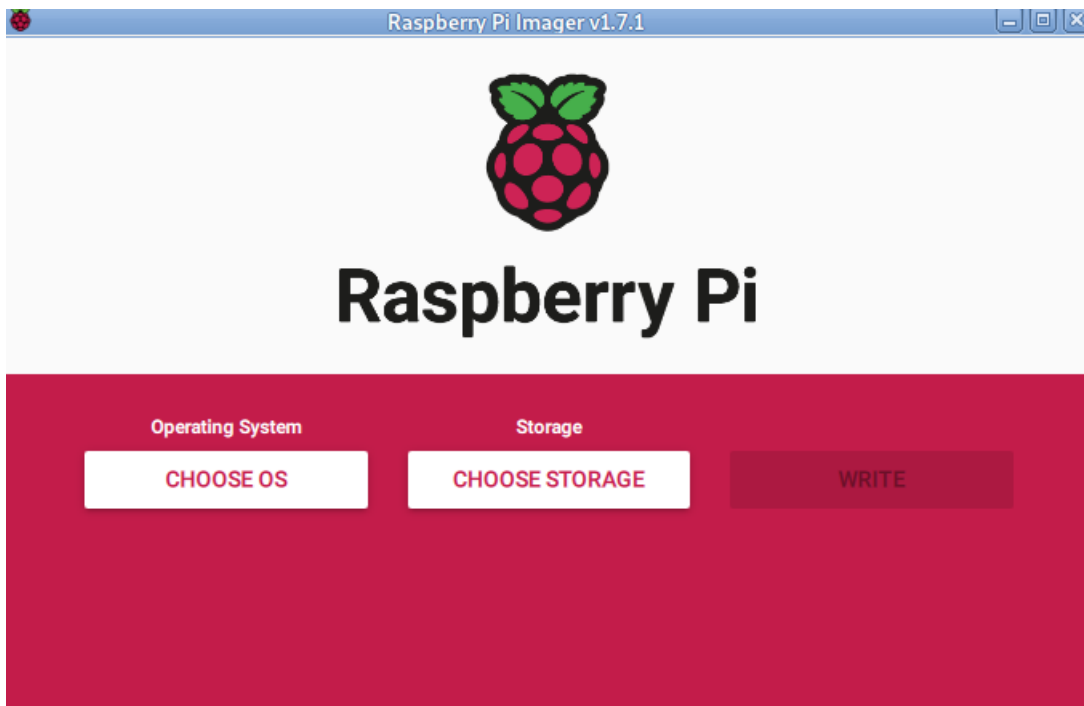 Raspberry Pi Imager v1.7.1
Raspberry Pi
Operating System
Storage
CHOOSE OS
CHOOSE STORAGE
WRITE